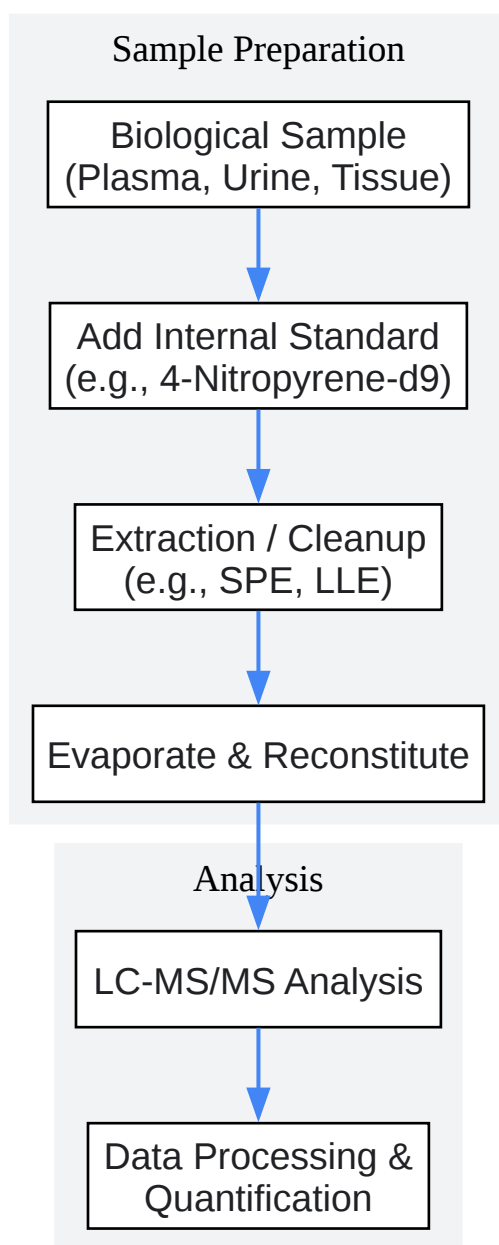 Sample Preparation
Biological Sample
(Plasma, Urine, Tissue)
Add Internal Standard
(e.g., 4-Nitropyrene-d9)
Extraction / Cleanup
(e.g., SPE, LLE)
Evaporate & Reconstitute
Analysis
LC-MS/MS Analysis
Data Processing &
Quantification